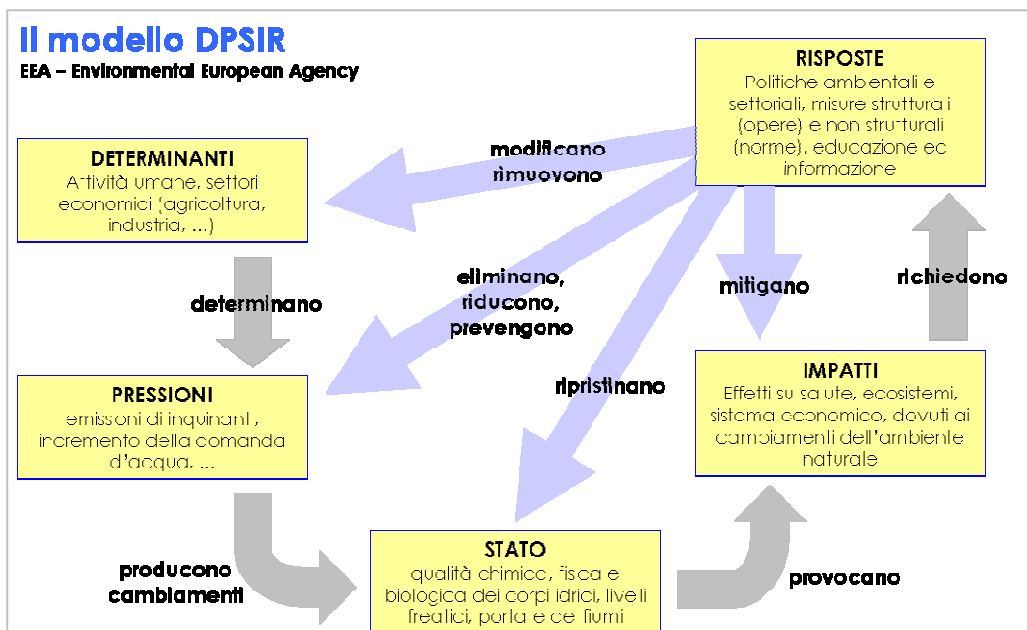 Il modello DPSIR
EEA – Environmental European Agency
RISPOSTE
Politiche ambientali e
settoriali, misure strutturali
(opere) e non strutturali
(norme), educazione ed
informazione
DETERMINANTI
Attività umane, settori
economici (agricoltura,
industria, ...)
modificano
rimuovono
determinano
eliminano,
riducono,
prevengono
mitigano
richiedono
ripristinano
PRESSIONI
emissoni di inquinanti,
incremento della domanda
d'acqua, ...
IMPATTI
Effetti su salute, ecosistemi,
sistema economico, dovuti ai
cambiamenti dell'ambiente
naturale
producono
cambiamenti
STATO
qualità chimica, fisica e
biologica dei corpi idrici, livelli
freatici, portate dei fiumi
provocano